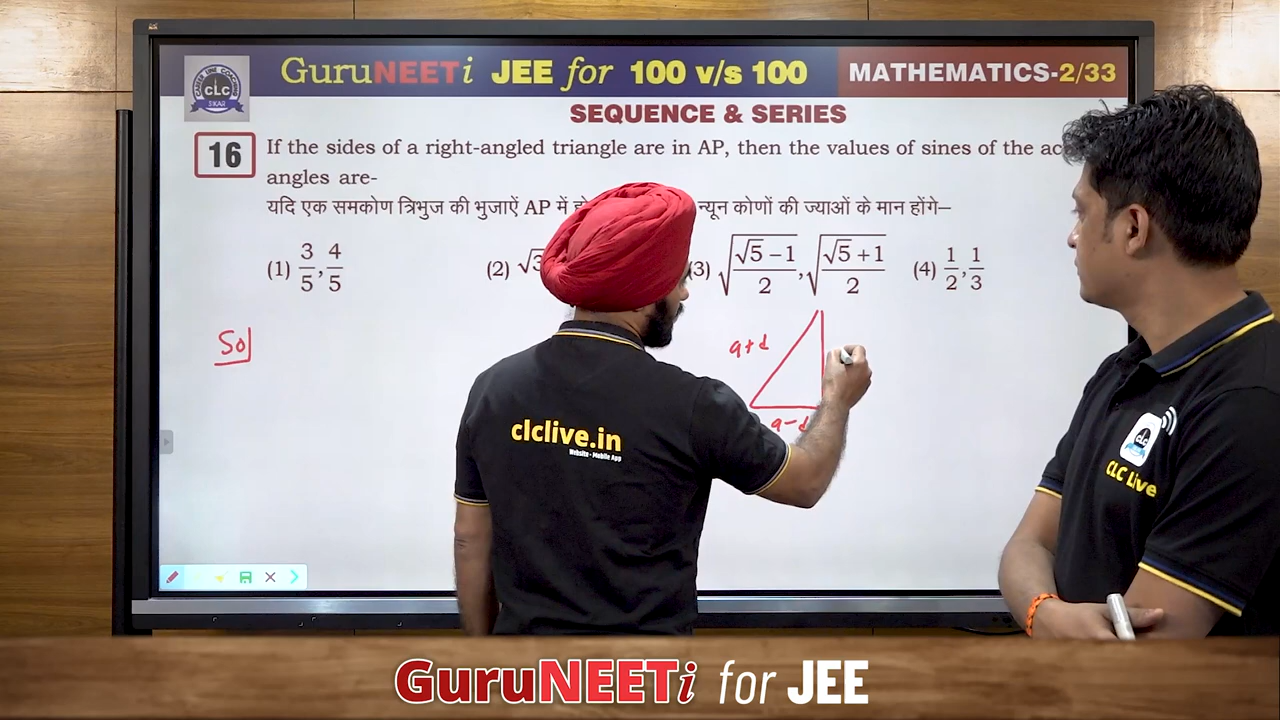 GuruNEETi JEE for 100 v/s 100
MATHEMATICS-2/33
CLC
SIKAR
SEQUENCE & SERIES
16
If the sides of a right-angled triangle are in AP, then the values of sines of the
angles are-
यदि एक समकोण त्रिभुज की भुजाऐं AP में न्यून कोणों की ज्याओं के मान होंगे–
(1) 3/5, 4/5
(2) √3
(3) √((√5 – 1)/2), √((√5 + 1)/2)
(4) 1/2, 1/3
Sol
a+d
a-d
clclive.in
Website - Mobile App
CLC
CLC Live
GuruNEETi for JEE